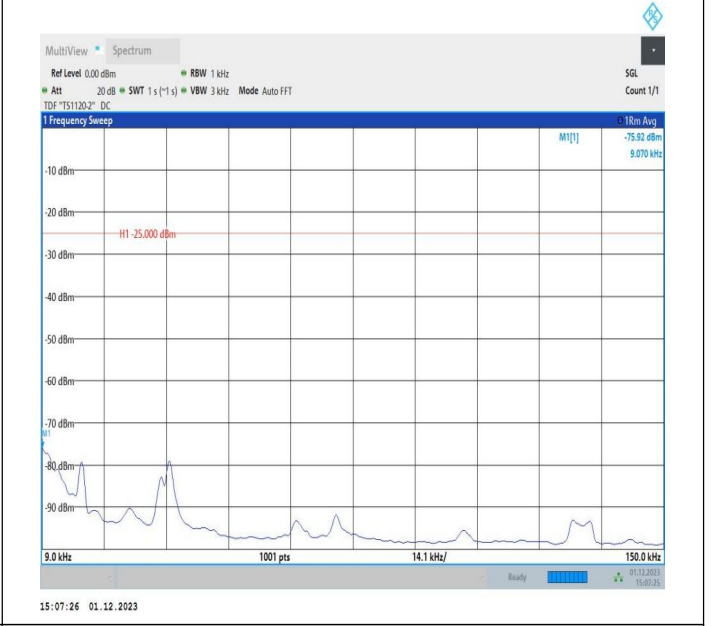 R S
MultiView Spectrum
Ref Level 0.00 dBm RBW 1 kHz SGL
Att 20 dB SWT 1 s (~1 s) VBW 3 kHz Mode Auto FFT Count 1/1
TDF "TS1120-2" DC
1 Frequency Sweep 1Rm Avg
M1[1] -75.92 dBm
9.070 kHz
-10 dBm
-20 dBm
H1 -25.000 dBm
-30 dBm
-40 dBm
-50 dBm
-60 dBm
-70 dBm
M1
-80 dBm
-90 dBm
9.0 kHz 1001 pts 14.1 kHz/ 150.0 kHz
Ready 01.12.2023
15:07:25
15:07:26 01.12.2023